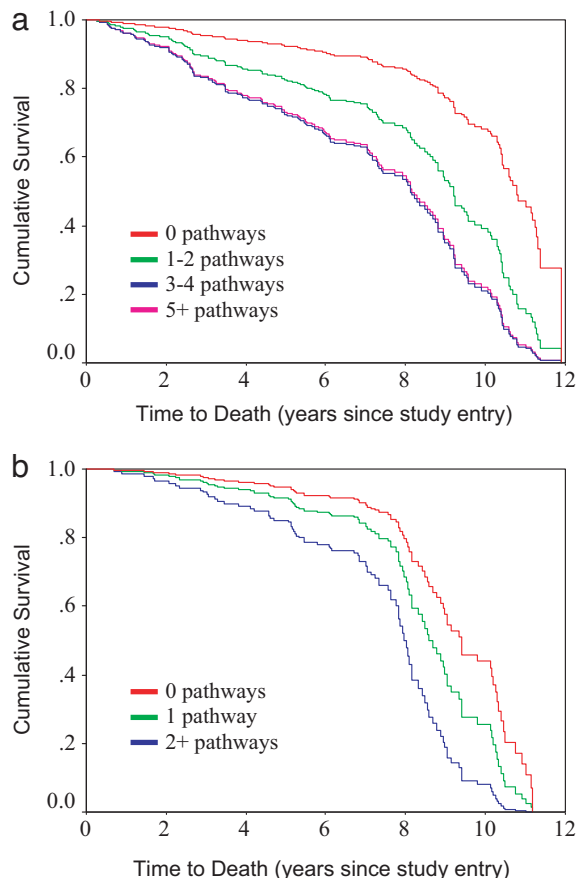 a
1.0
.8
.6
.4
.2
0.0
Cumulative Survival
0 pathways
1-2 pathways
3-4 pathways
5+ pathways
0 2 4 6 8 10 12
Time to Death (years since study entry)
b
1.0
.8
.6
.4
.2
0.0
Cumulative Survival
0 pathways
1 pathway
2+ pathways
0 2 4 6 8 10 12
Time to Death (years since study entry)